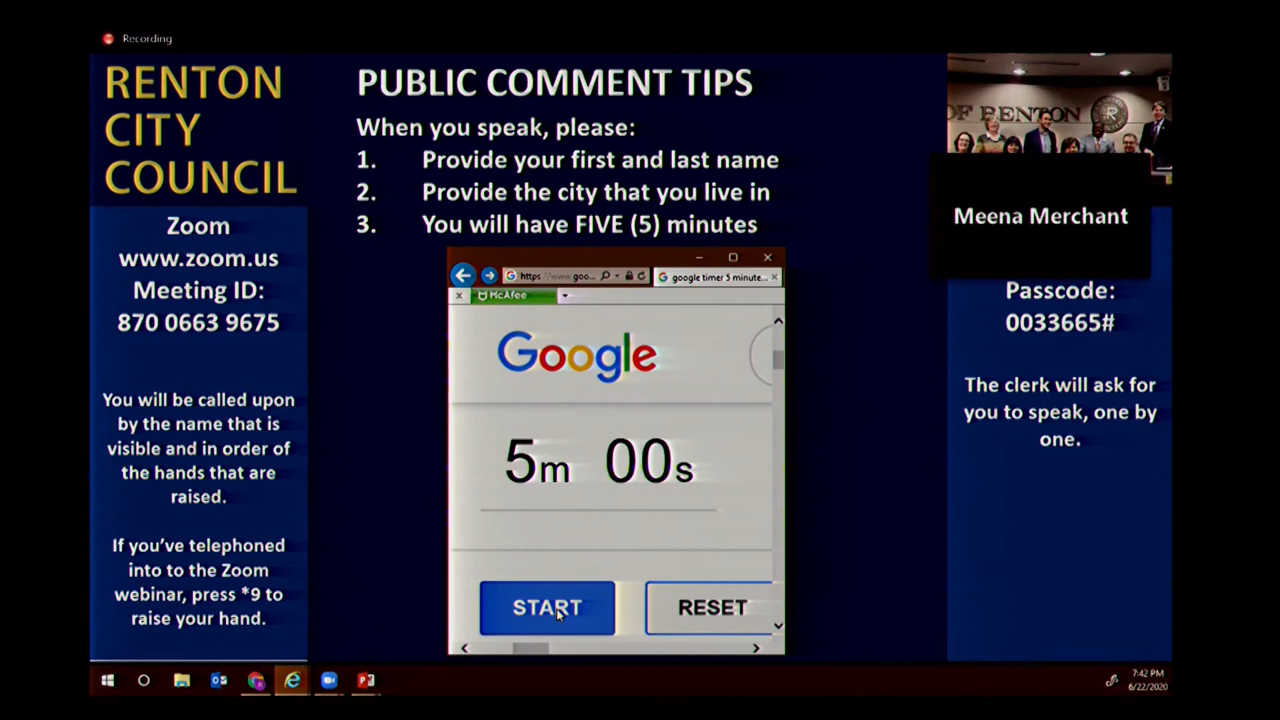 Recording
RENTON
CITY
COUNCIL
Zoom
www.zoom.us
Meeting ID:
870 0663 9675
You will be called upon
by the name that is
visible and in order of
the hands that are
raised.
If you've telephoned
into to the Zoom
webinar, press *9 to
raise your hand.
PUBLIC COMMENT TIPS
When you speak, please:
1. Provide your first and last name
2. Provide the city that you live in
3. You will have FIVE (5) minutes
https://www.goo...
google timer 5 minute...
McAfee
Google
5m 00s
START
RESET
OF RENTON
R
Meena Merchant
Passcode:
0033665#
The clerk will ask for
you to speak, one by
one.
7:42 PM
6/22/2020